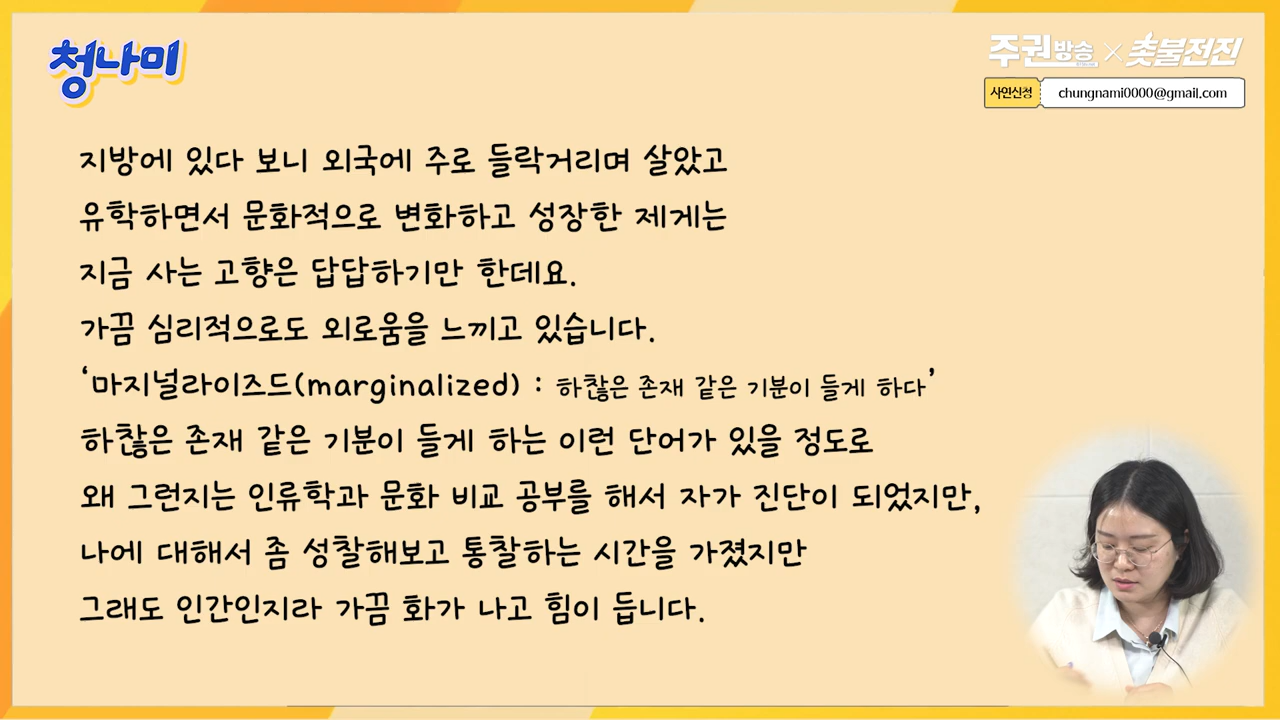 청나미
주권방송×촛불전진
사연신청 chungnami0000@gmail.com
지방에 있다 보니 외국에 주로 들락거리며 살았고
유학하면서 문화적으로 변화하고 성장한 제게는
지금 사는 고향은 답답하기만 한데요.
가끔 심리적으로도 외로움을 느끼고 있습니다.
‘마지널라이즈드(marginalized) : 하찮은 존재 같은 기분이 들게 하다’
하찮은 존재 같은 기분이 들게 하는 이런 단어가 있을 정도로
왜 그런지는 인류학과 문화 비교 공부를 해서 자가 진단이 되었지만,
나에 대해서 좀 성찰해보고 통찰하는 시간을 가졌지만
그래도 인간인지라 가끔 화가 나고 힘이 듭니다.